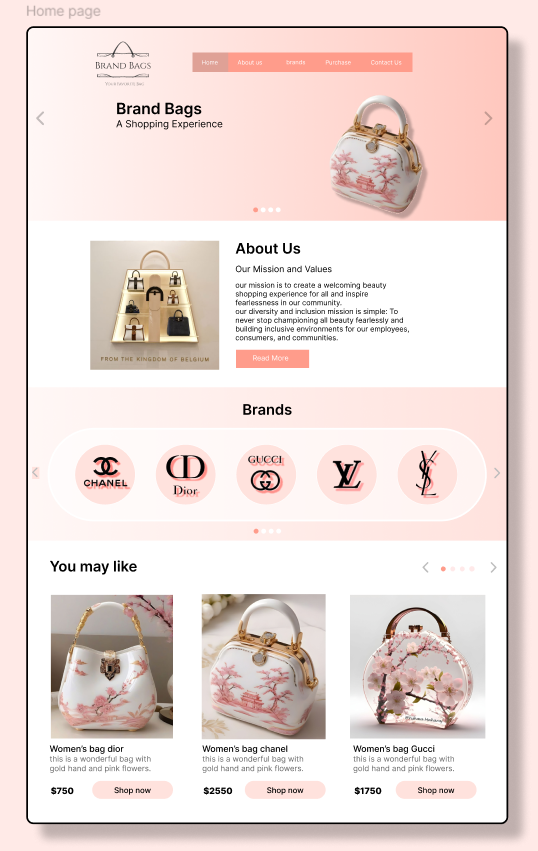 Home page
BRAND BAGS
YOUR FAVORITE BAG
Home About us brands Purchase Contact Us
Brand Bags
A Shopping Experience
About Us
Our Mission and Values
our mission is to create a welcoming beauty
shopping experience for all and inspire
fearlessness in our community.
our diversity and inclusion mission is simple: To
never stop championing all beauty fearlessly and
building inclusive environments for our employees,
consumers, and communities.
Read More
FROM THE KINGDOM OF BELGIUM
Brands
CHANEL
CD
Dior
GUCCI
GG
LV
YSL
You may like
Women's bag dior
this is a wonderful bag with
gold hand and pink flowers.
$750 Shop now
Women's bag chanel
this is a wonderful bag with
gold hand and pink flowers.
$2550 Shop now
Women's bag Gucci
this is a wonderful bag with
gold hand and pink flowers.
$1750 Shop now